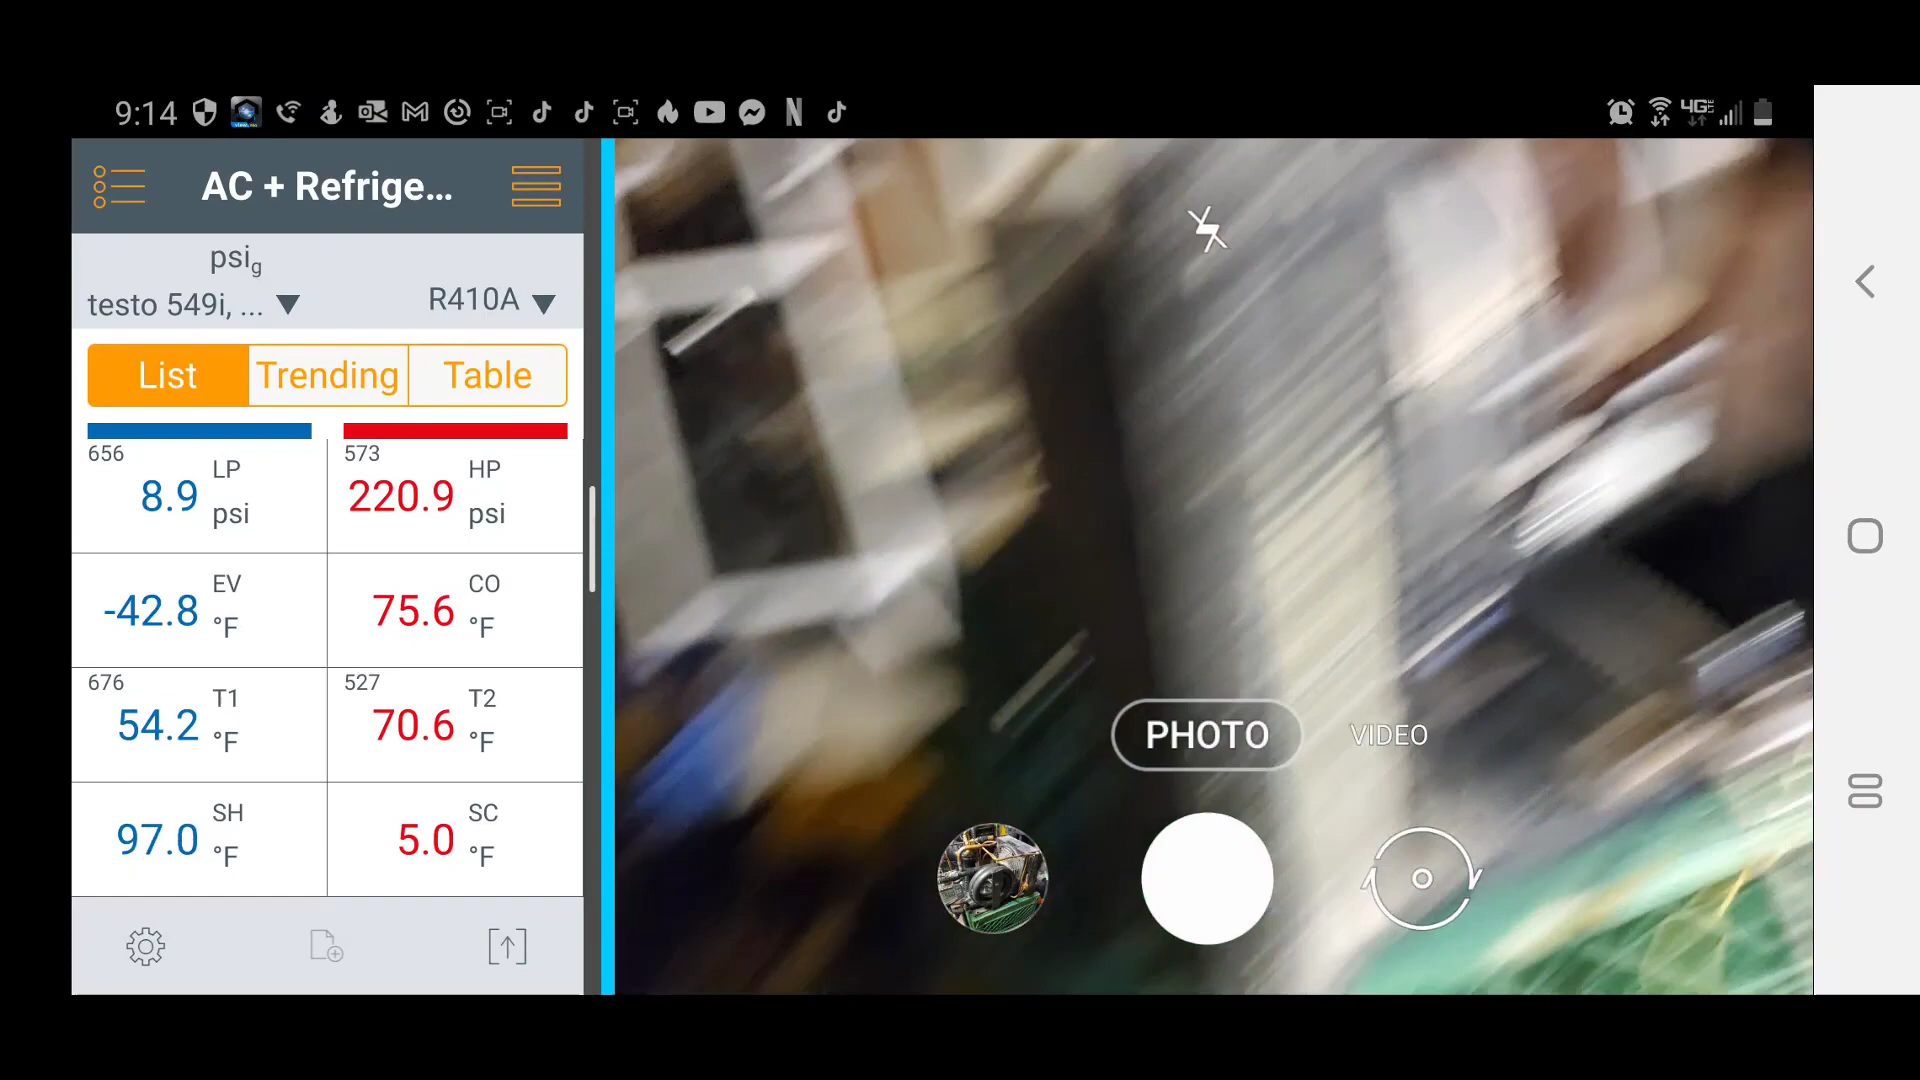 9:14
4G
AC + Refrige...
psig
testo 549i, ... R410A
List Trending Table
656 LP
8.9 psi
573 HP
220.9 psi
-42.8 EV °F
75.6 CO °F
676 T1
54.2 °F
527 T2
70.6 °F
97.0 SH °F
5.0 SC °F
PHOTO VIDEO